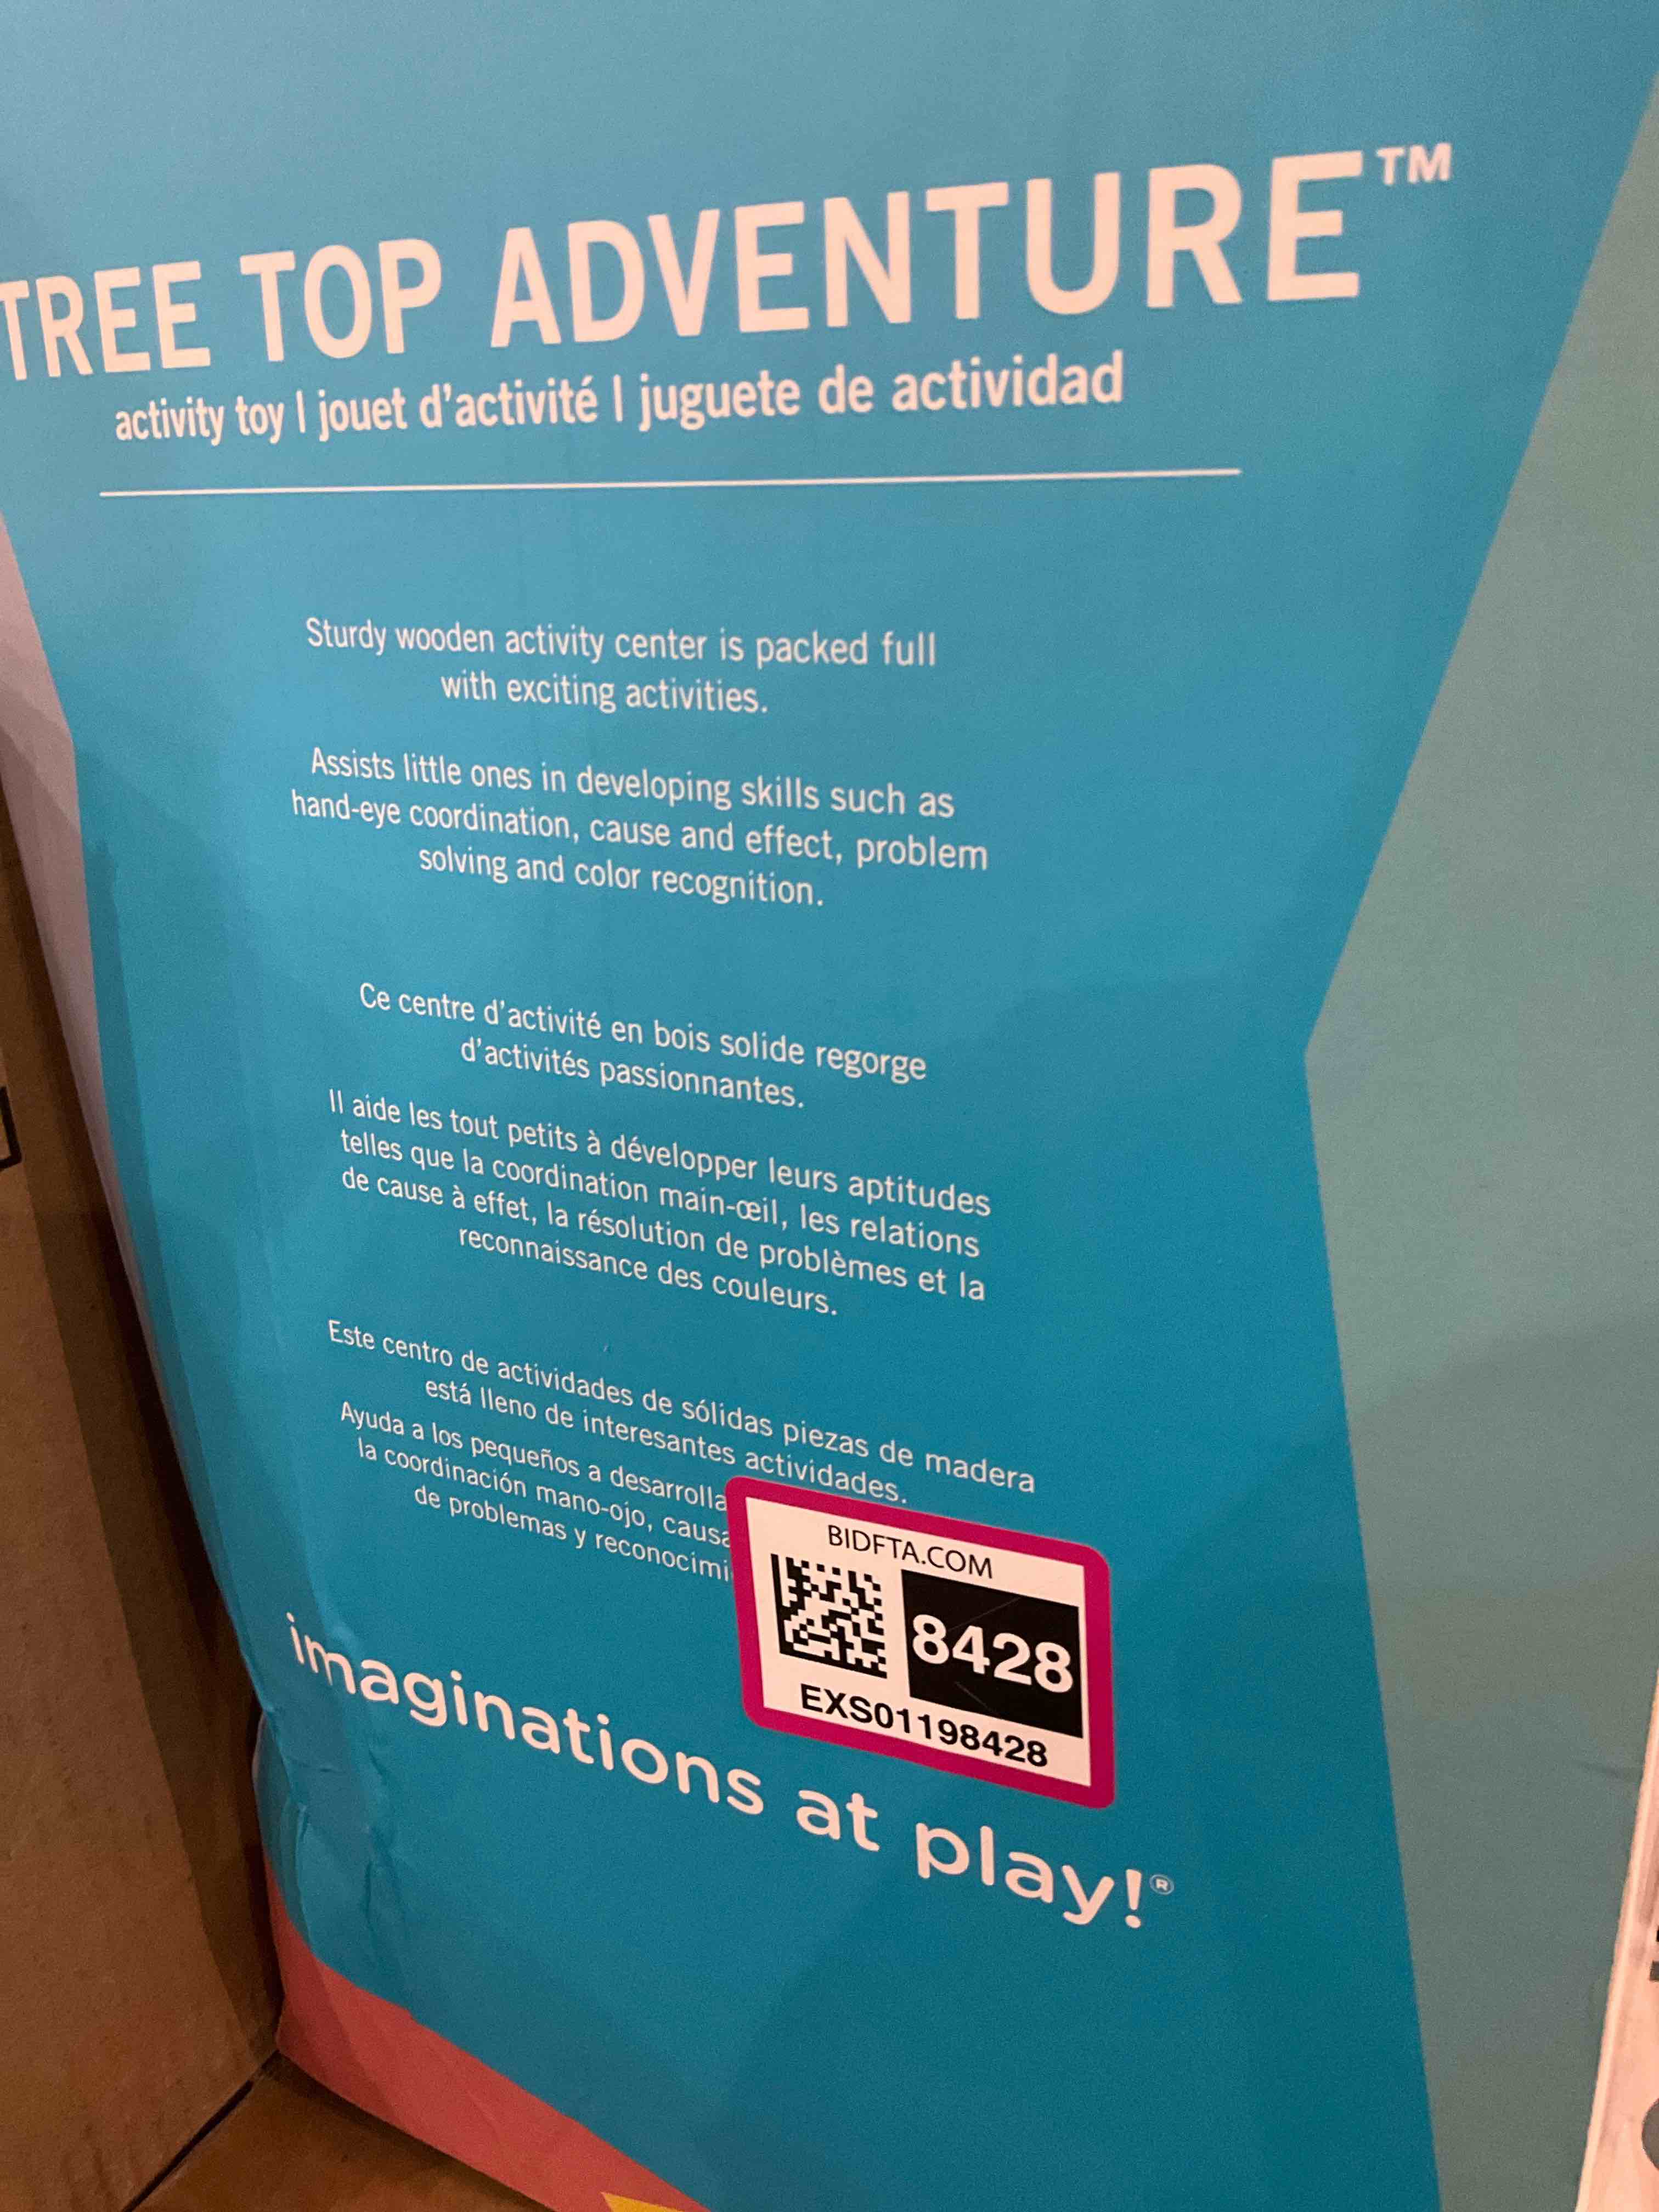 TREE TOP ADVENTURE™
activity toy | jouet d'activité | juguete de actividad
Sturdy wooden activity center is packed full
with exciting activities.
Assists little ones in developing skills such as
hand-eye coordination, cause and effect, problem
solving and color recognition.
Ce centre d'activité en bois solide regorge
d'activités passionnantes.
Il aide les tout petits à développer leurs aptitudes
telles que la coordination main-œil, les relations
de cause à effet, la résolution de problèmes et la
reconnaissance des couleurs.
Este centro de actividades de sólidas piezas de madera
está lleno de interesantes actividades.
Ayuda a los pequeños a desarrolla
la coordinación mano-ojo, causa
de problemas y reconocimi
BIDFTA.COM
8428
EXS01198428
imaginations at play!®